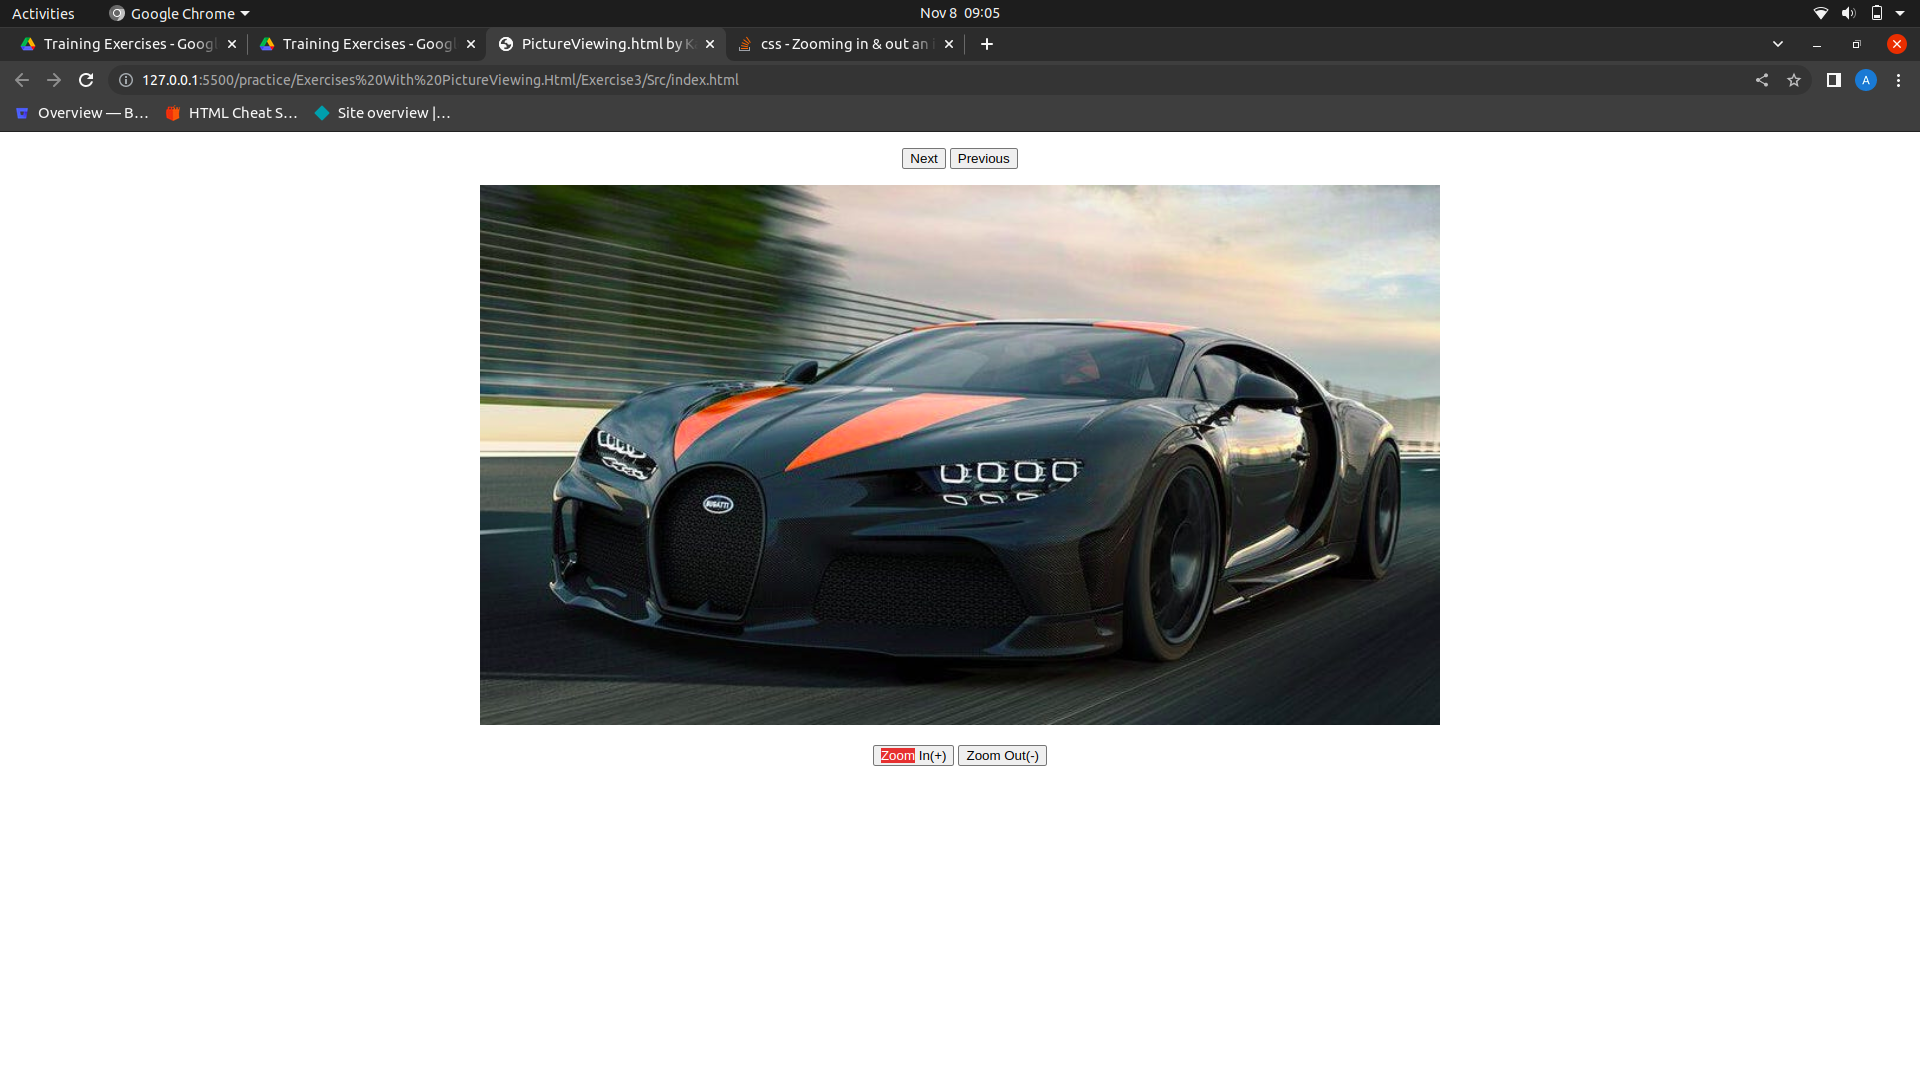 Activities Google Chrome Nov 8 09:05
Training Exercises - Googl Training Exercises - Googl PictureViewing.html by K css - Zooming in & out an i
127.0.0.1:5500/practice/Exercises%20With%20PictureViewing.Html/Exercise3/Src/index.html A
Overview — B... HTML Cheat S... Site overview |...
Next Previous
BUGATTI
Zoom In(+) Zoom Out(-)